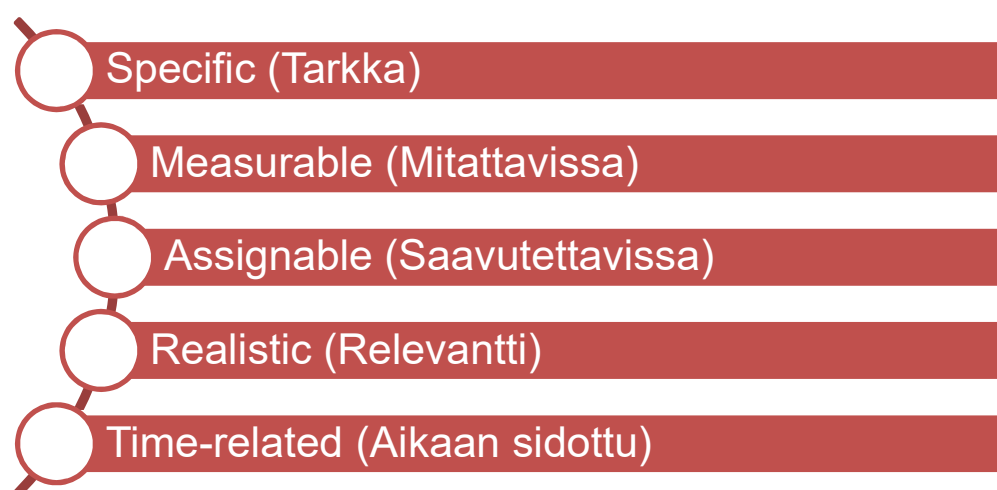 Specific (Tarkka)
Measurable (Mitattavissa)
Assignable (Saavutettavissa)
Realistic (Relevantti)
Time-related (Aikaan sidottu)